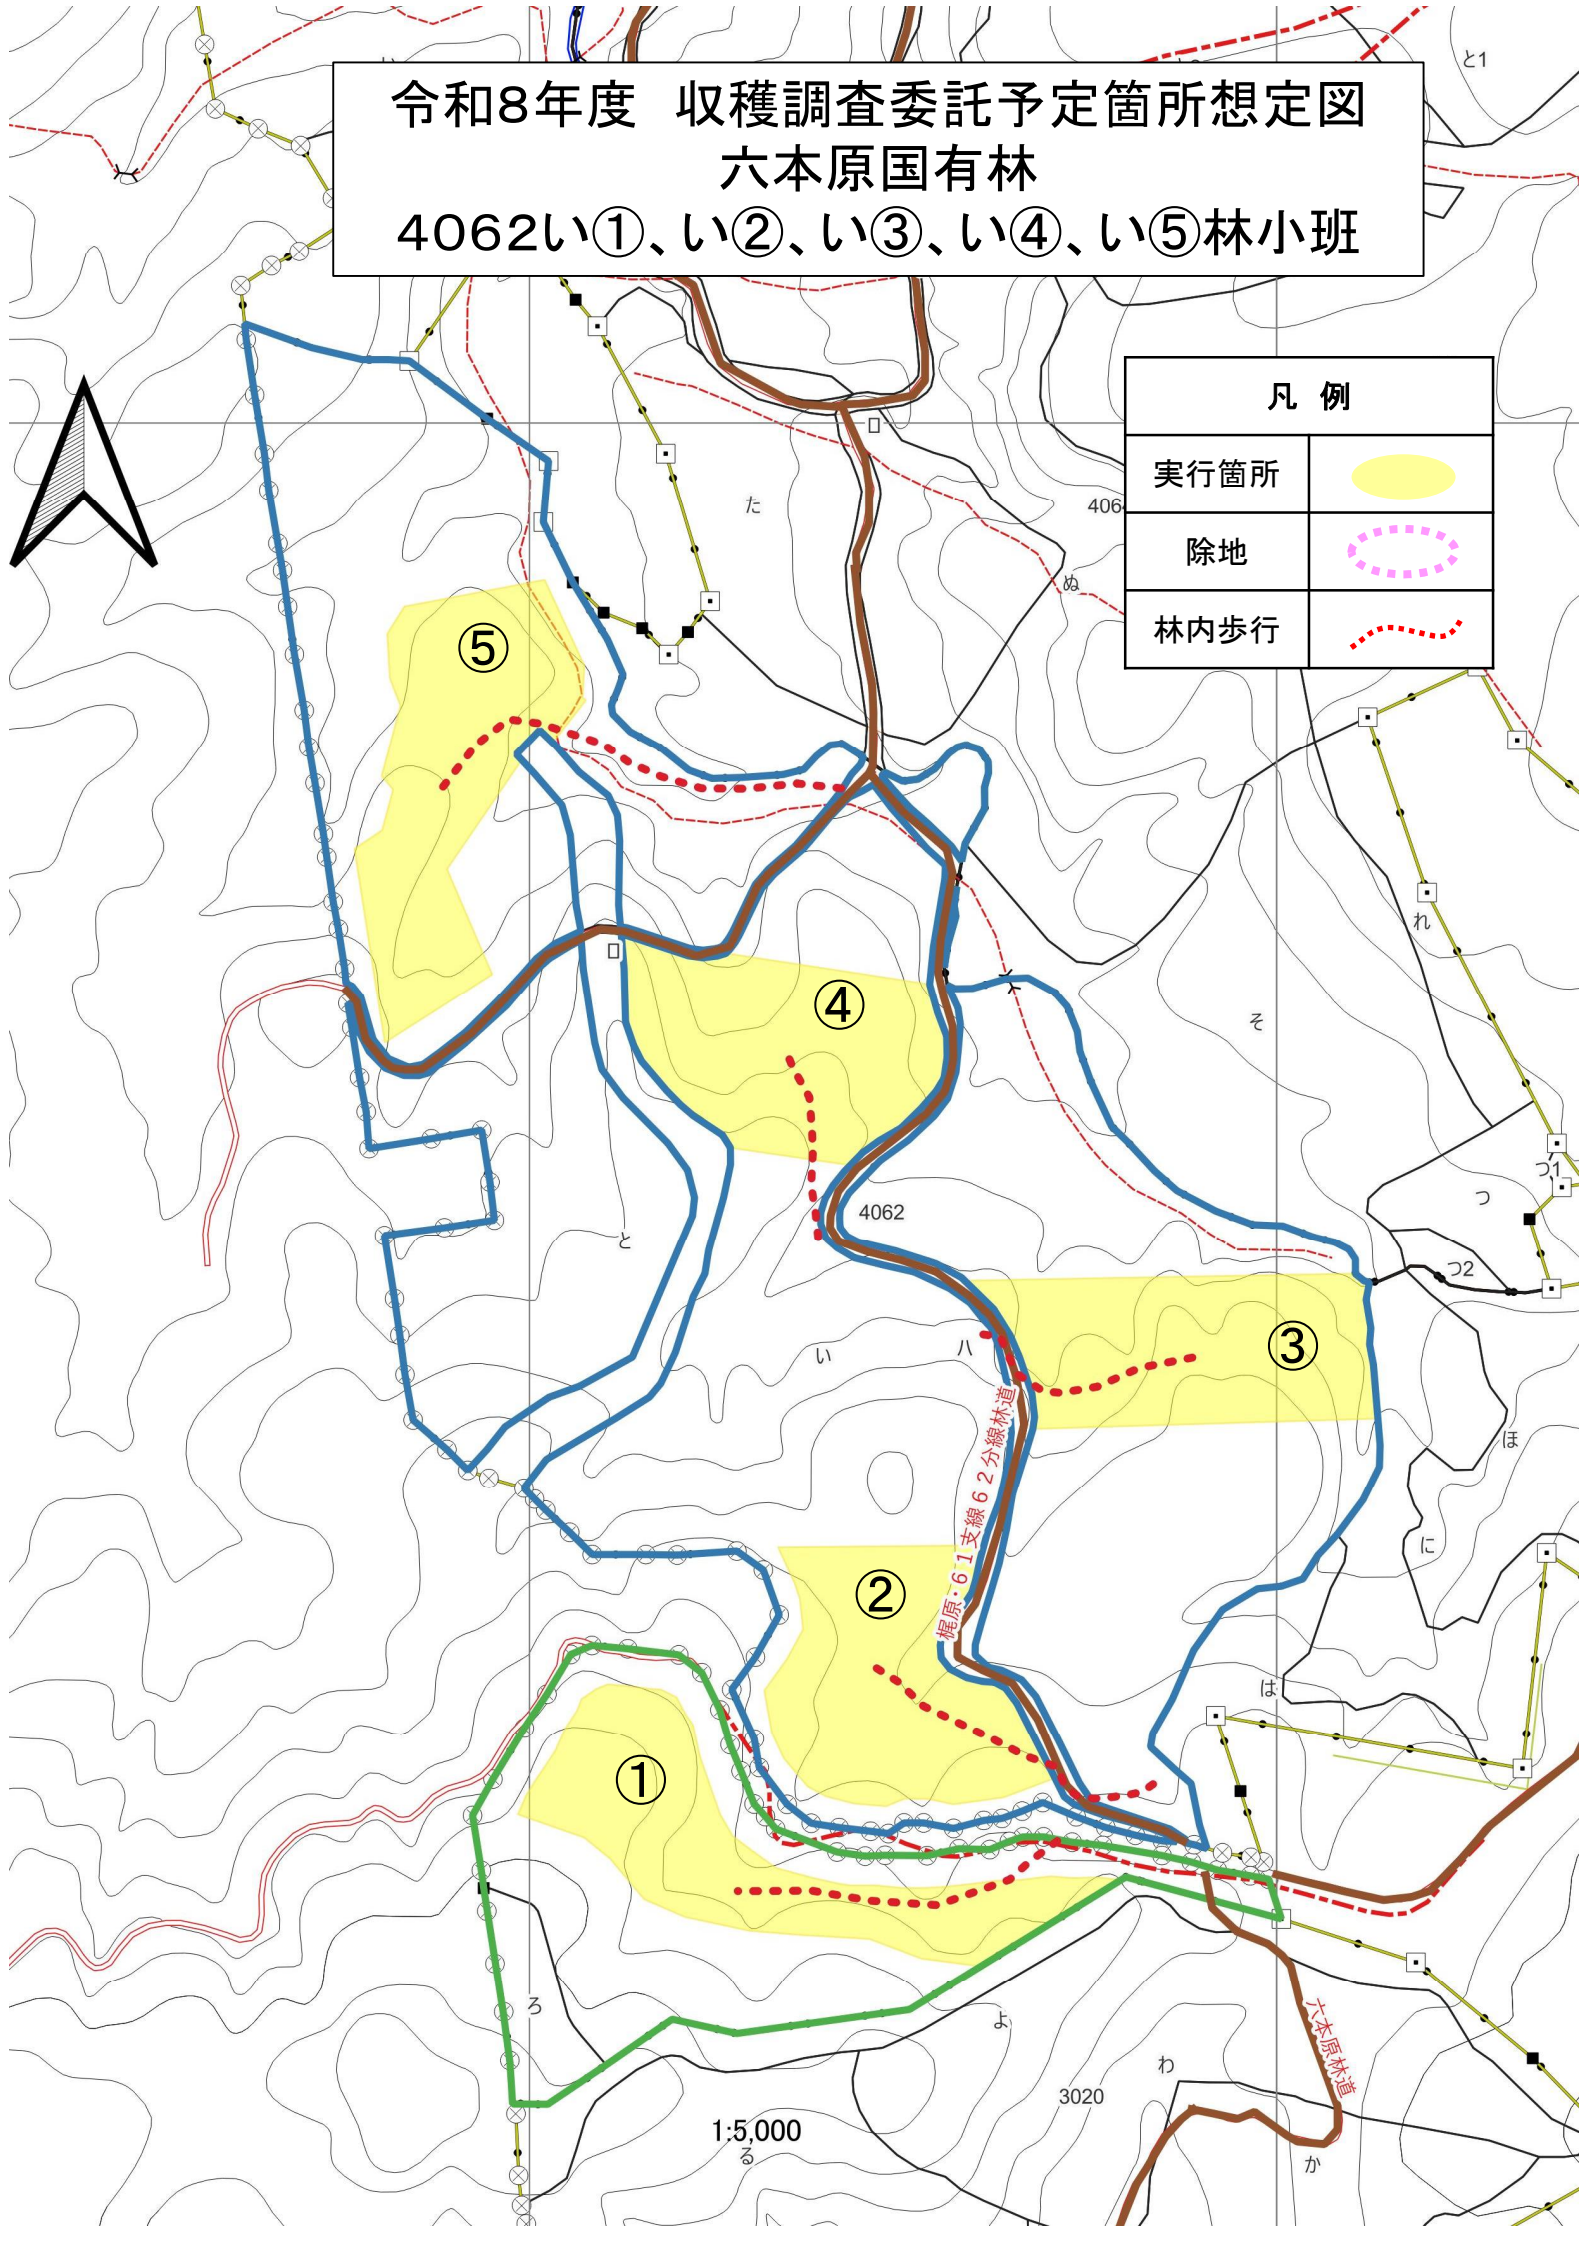 と1
令和8年度　収穫調査委託予定箇所想定図
六本原国有林
4062い①、い②、い③、い④、い⑤林小班
凡 例
実行箇所
除地
林内歩行
た
ぬ
⑤
れ
ロ
④
そ
つ1
つ
4062
と
つ2
い
ハ
③
ほ
梶原・61支線62分線林道
に
②
は
①
ろ
よ
六本原林道
わ
3020
1:5,000
る
か